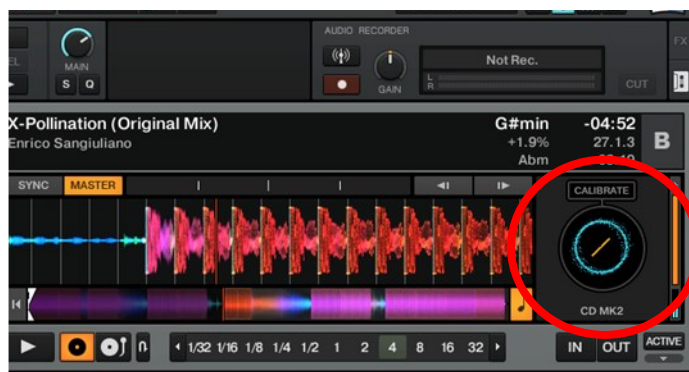 AUDIO RECORDER
MAIN
S Q
GAIN
L
R
Not Rec.
CUT
FX
X-Pollination (Original Mix)
Enrico Sangiuliano
G#min
+1.9%
Abm
-04:52
27.1.3
B
SYNC MASTER
CALIBRATE
CD MK2
1/32 1/16 1/8 1/4 1/2 1 2 4 8 16 32
IN OUT
ACTIVE